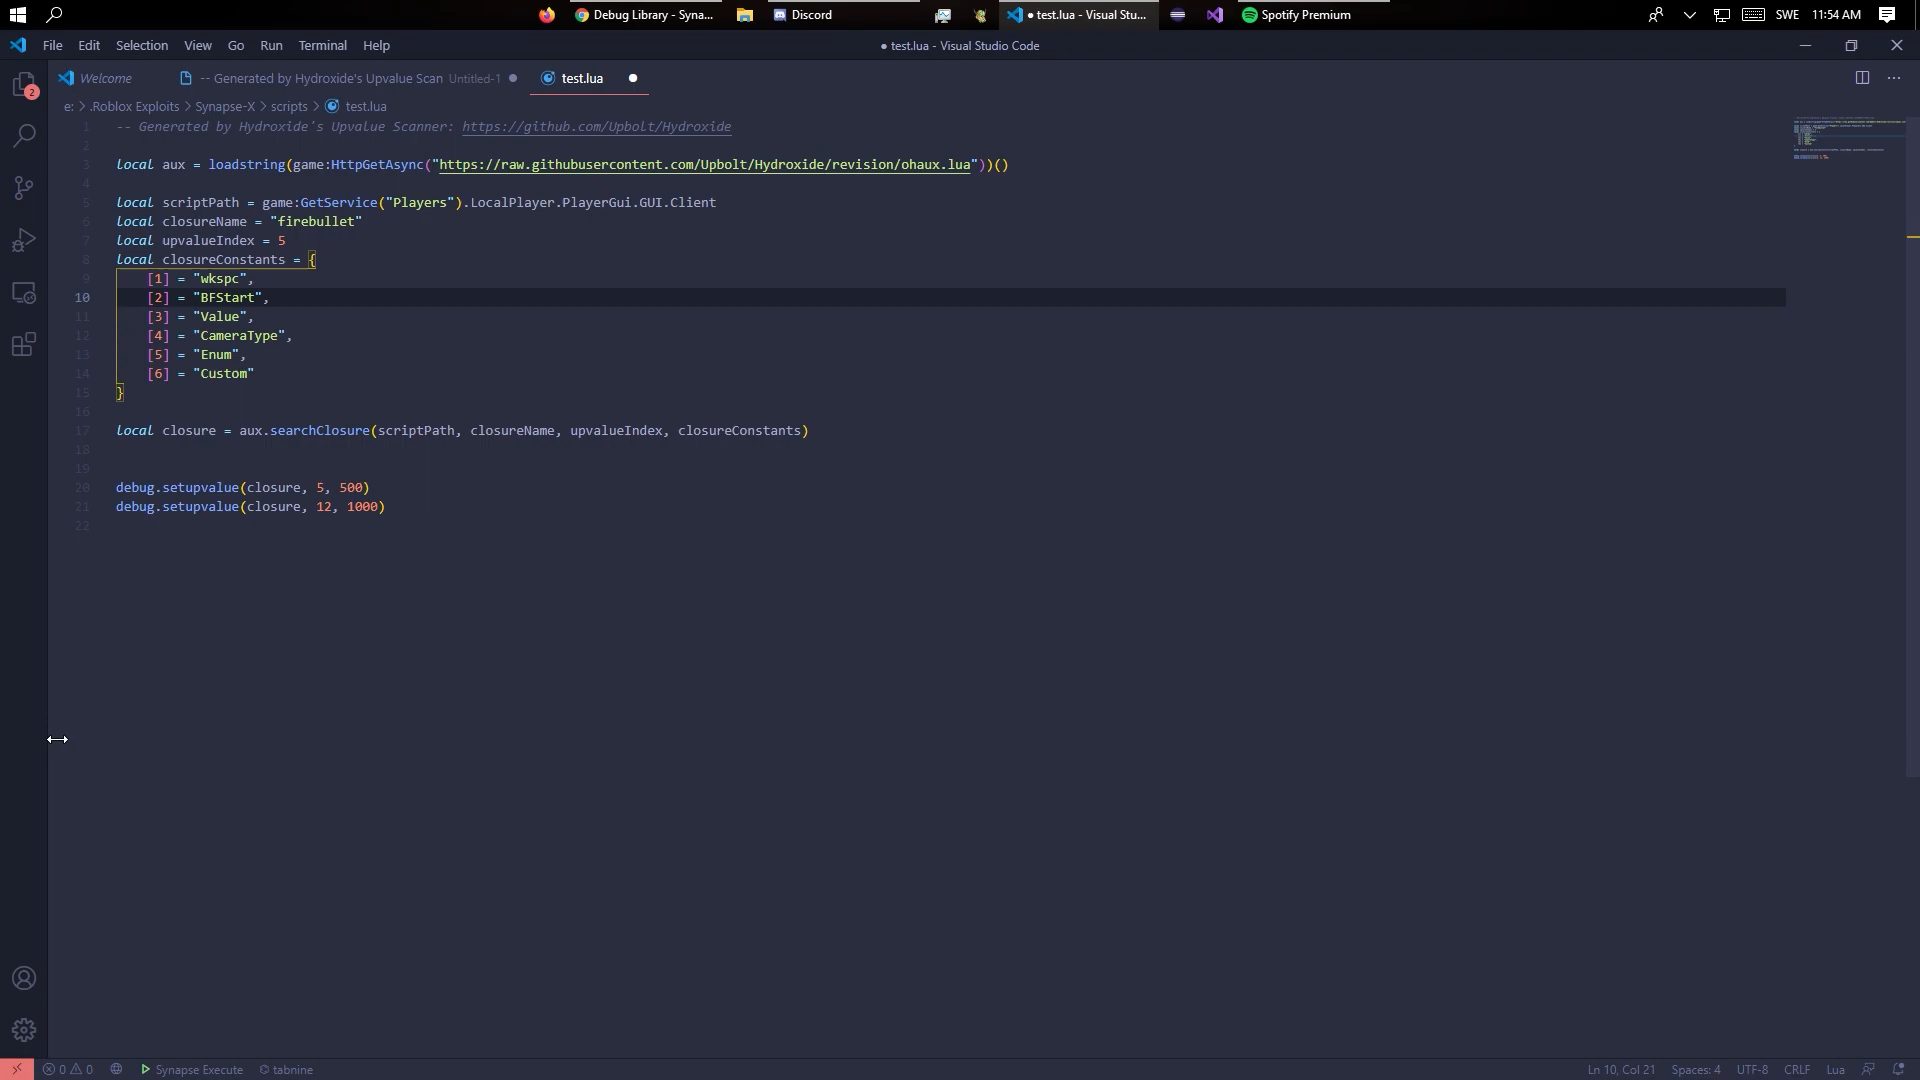 Debug Library - Syna...
Discord
● test.lua - Visual Stu...
Spotify Premium
SWE
11:54 AM
File Edit Selection View Go Run Terminal Help
● test.lua - Visual Studio Code
2
Welcome
-- Generated by Hydroxide's Upvalue Scan Untitled-1
test.lua
e: > .Roblox Exploits > Synapse-X > scripts > test.lua
1 -- Generated by Hydroxide's Upvalue Scanner: https://github.com/Upbolt/Hydroxide
2
3 local aux = loadstring(game:HttpGetAsync("https://raw.githubusercontent.com/Upbolt/Hydroxide/revision/ohaux.lua"))()
4
5 local scriptPath = game:GetService("Players").LocalPlayer.PlayerGui.GUI.Client
6 local closureName = "firebullet"
7 local upvalueIndex = 5
8 local closureConstants = {
9 [1] = "wkspc",
10 [2] = "BFStart",
11 [3] = "Value",
12 [4] = "CameraType",
13 [5] = "Enum",
14 [6] = "Custom"
15 }
16
17 local closure = aux.searchClosure(scriptPath, closureName, upvalueIndex, closureConstants)
18
19
20 debug.setupvalue(closure, 5, 500)
21 debug.setupvalue(closure, 12, 1000)
22
0 0 Synapse Execute tabnine
Ln 10, Col 21 Spaces: 4 UTF-8 CRLF Lua